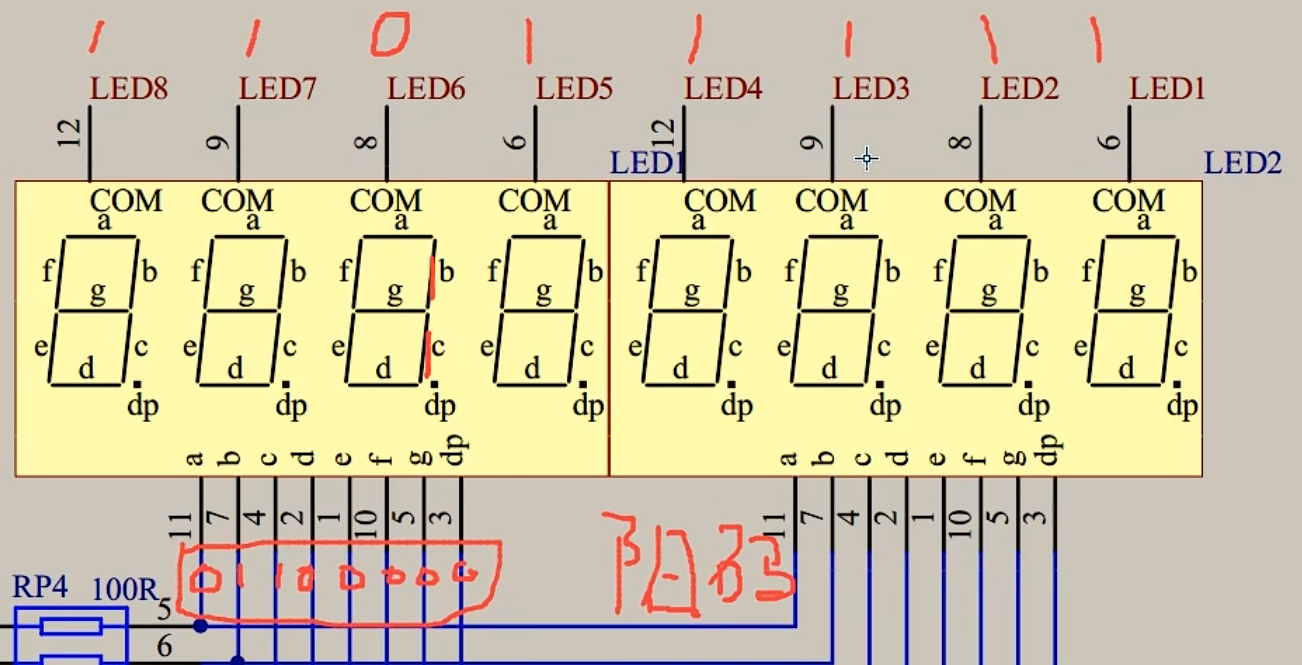 1 1 0 1 1 1 1 1
LED8 LED7 LED6 LED5 LED4 LED3 LED2 LED1
12 9 8 6 12 9 8 6
LED1 LED2
COM COM COM COM COM COM COM COM
a a a a a a a a
f b f b f b f b f b f b f b f b
g g g g g g g g
e c e c e c e c e c e c e c e c
d d d d d d d d
dp dp dp dp dp dp dp dp
a b c d e f g dp a b c d e f g dp
11 7 4 2 1 10 5 3 11 7 4 2 1 10 5 3
0 1 1 0 0 0 0 0
RP4 100R
5
6